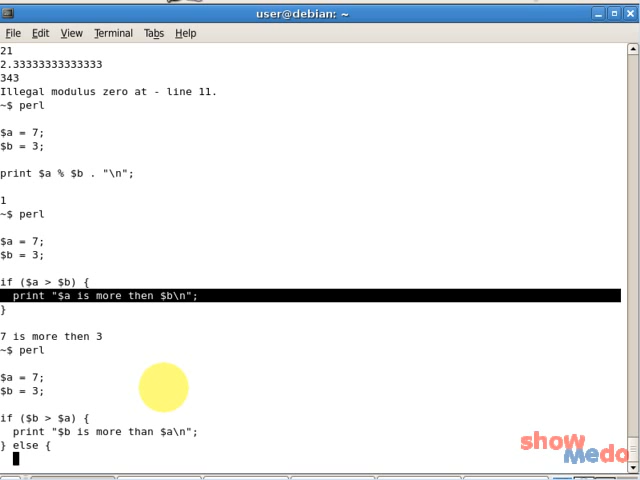 user@debian: ~
File Edit View Terminal Tabs Help
21
2.33333333333333
343
Illegal modulus zero at - line 11.
~$ perl
$a = 7;
$b = 3;
print $a % $b . "\n";
1
~$ perl
$a = 7;
$b = 3;
if ($a > $b) {
  print "$a is more then $b\n";
}
7 is more then 3
~$ perl
$a = 7;
$b = 3;
if ($b > $a) {
  print "$b is more than $a\n";
} else {
show
medo